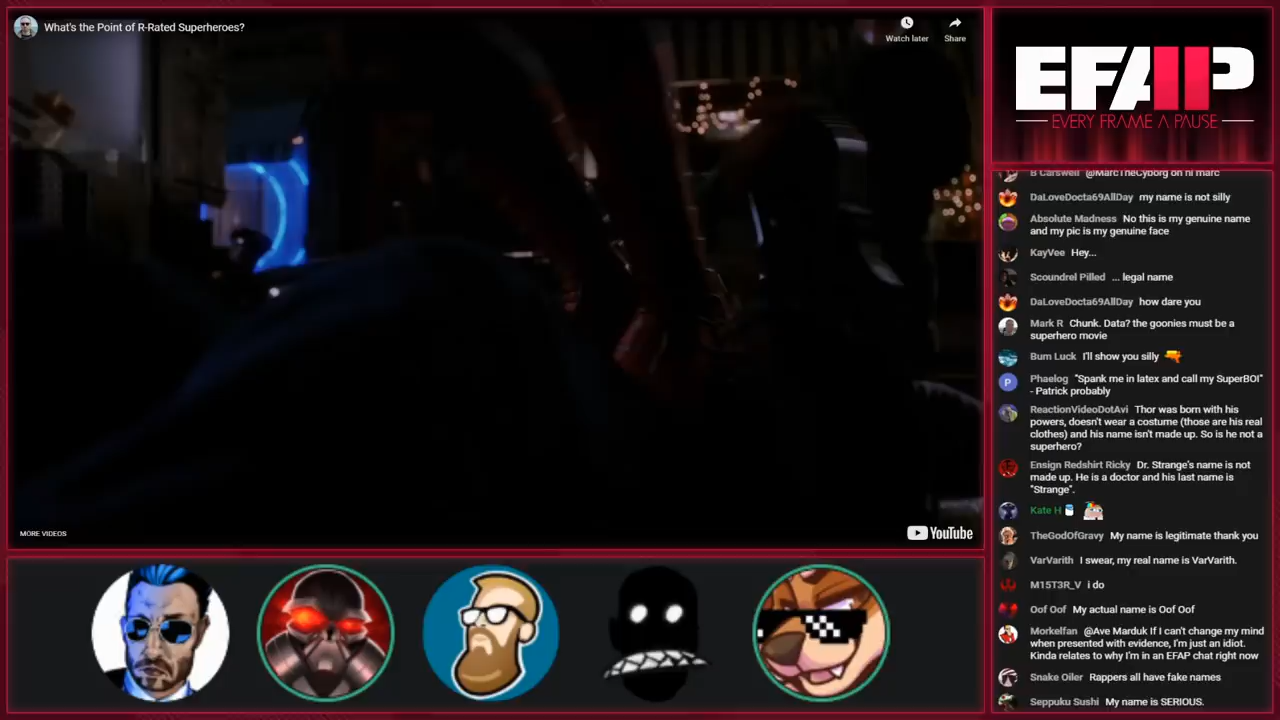 What's the Point of R-Rated Superheroes?
Watch later
Share
MORE VIDEOS
YouTube
EFAP
EVERY FRAME A PAUSE
B Carswell @MarcTheCyborg oh hi marc
DaLoveDocta69AllDay my name is not silly
Absolute Madness No this is my genuine name
and my pic is my genuine face
KayVee Hey...
Scoundrel Pilled ... legal name
DaLoveDocta69AllDay how dare you
Mark R Chunk. Data? the goonies must be a
superhero movie
Bum Luck I'll show you silly
P
Phaelog "Spank me in latex and call my SuperBOI"
- Patrick probably
ReactionVideoDotAvi Thor was born with his
powers, doesn't wear a costume (those are his real
clothes) and his name isn't made up. So is he not a
superhero?
Ensign Redshirt Ricky Dr. Strange's name is not
made up. He is a doctor and his last name is
"Strange".
Kate H
TheGodOfGravy My name is legitimate thank you
VarVarith I swear, my real name is VarVarith.
M15T3R_V i do
Oof Oof My actual name is Oof Oof
Morkelfan @Ave Marduk If I can't change my mind
when presented with evidence, I'm just an idiot.
Kinda relates to why I'm in an EFAP chat right now
Snake Oiler Rappers all have fake names
Seppuku Sushi My name is SERIOUS.